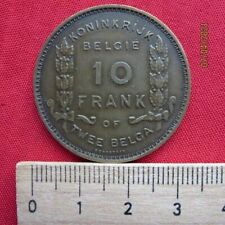 KONINKRIJK
BELGIE
10
FRANK
OF
TWEE BELGA
0 1 2 3 4